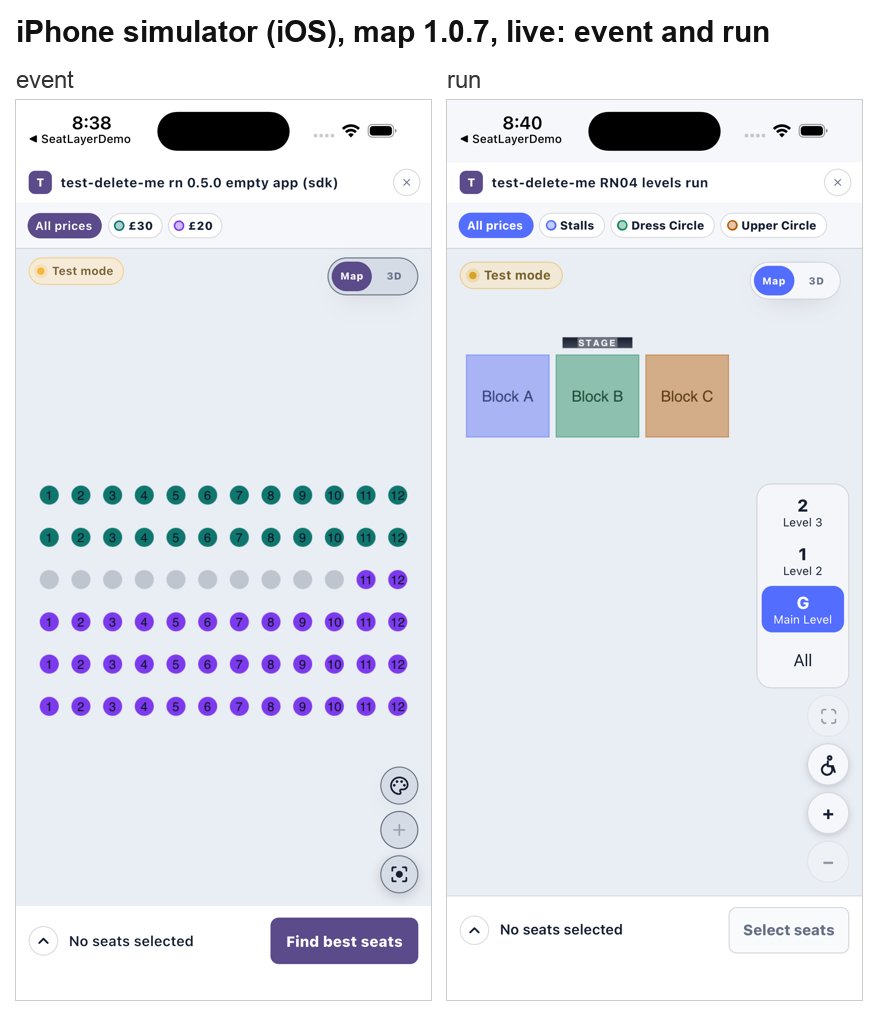 iPhone simulator (iOS), map 1.0.7, live: event and run
event
8:38
◀ SeatLayerDemo
T test-delete-me rn 0.5.0 empty app (sdk)
All prices £30 £20
Test mode
Map 3D
1 2 3 4 5 6 7 8 9 10 11 12
1 2 3 4 5 6 7 8 9 10 11 12
11 12
1 2 3 4 5 6 7 8 9 10 11 12
1 2 3 4 5 6 7 8 9 10 11 12
1 2 3 4 5 6 7 8 9 10 11 12
No seats selected
Find best seats
run
8:40
◀ SeatLayerDemo
T test-delete-me RN04 levels run
All prices Stalls Dress Circle Upper Circle
Test mode
Map 3D
STAGE
Block A Block B Block C
2
Level 3
1
Level 2
G
Main Level
All
No seats selected
Select seats